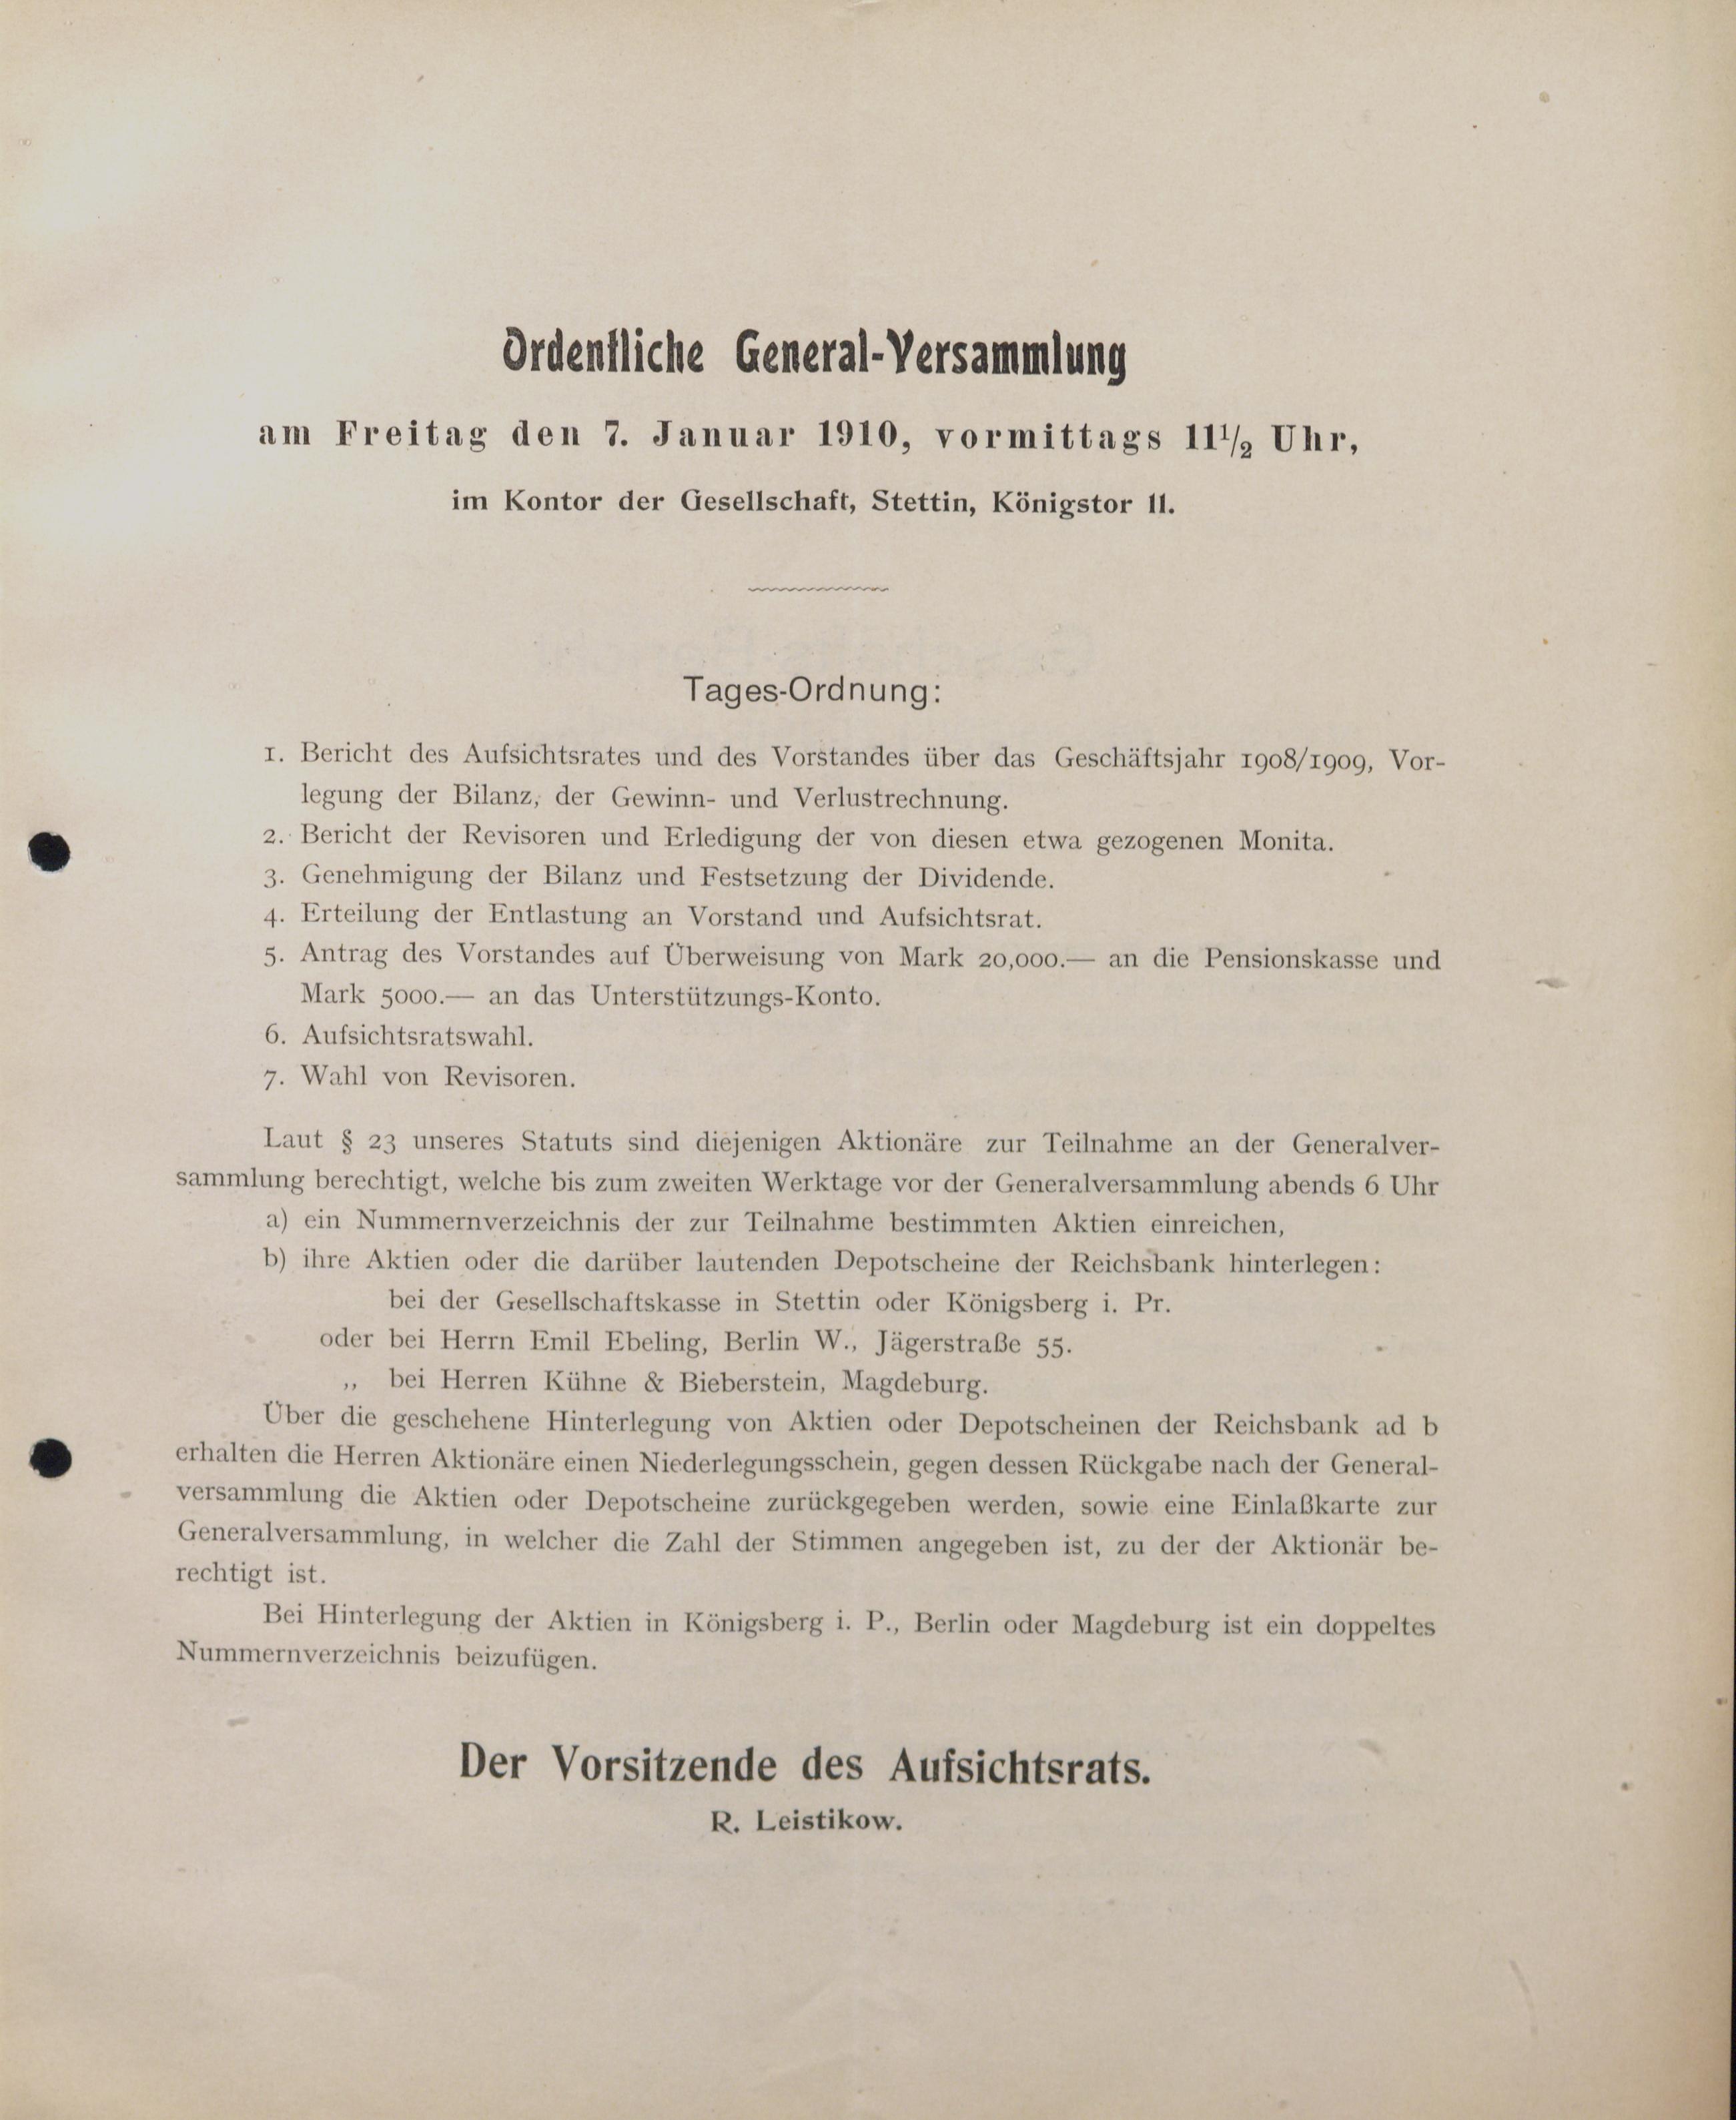 Ordentliche General-Versammlung
am Freitag den 7. Januar 1910, vormittags 11½ Uhr,
im Kontor der Gesellschaft, Stettin, Königstor 11.
Tages-Ordnung:
1. Bericht des Aufsichtsrates und des Vorstandes über das Geschäftsjahr 1908/1909, Vor-
legung der Bilanz, der Gewinn- und Verlustrechnung.
2. Bericht der Revisoren und Erledigung der von diesen etwa gezogenen Monita.
3. Genehmigung der Bilanz und Festsetzung der Dividende.
4. Erteilung der Entlastung an Vorstand und Aufsichtsrat.
5. Antrag des Vorstandes auf Überweisung von Mark 20,000.— an die Pensionskasse und
Mark 5000.— an das Unterstützungs-Konto.
6. Aufsichtsratswahl.
7. Wahl von Revisoren.
Laut § 23 unseres Statuts sind diejenigen Aktionäre zur Teilnahme an der Generalver-
sammlung berechtigt, welche bis zum zweiten Werktage vor der Generalversammlung abends 6 Uhr
a) ein Nummernverzeichnis der zur Teilnahme bestimmten Aktien einreichen,
b) ihre Aktien oder die darüber lautenden Depotscheine der Reichsbank hinterlegen:
bei der Gesellschaftskasse in Stettin oder Königsberg i. Pr.
oder bei Herrn Emil Ebeling, Berlin W., Jägerstraße 55.
„ bei Herren Kühne & Bieberstein, Magdeburg.
Über die geschehene Hinterlegung von Aktien oder Depotscheinen der Reichsbank ad b
erhalten die Herren Aktionäre einen Niederlegungsschein, gegen dessen Rückgabe nach der General-
versammlung die Aktien oder Depotscheine zurückgegeben werden, sowie eine Einlaßkarte zur
Generalversammlung, in welcher die Zahl der Stimmen angegeben ist, zu der der Aktionär be-
rechtigt ist.
Bei Hinterlegung der Aktien in Königsberg i. P., Berlin oder Magdeburg ist ein doppeltes
Nummernverzeichnis beizufügen.
Der Vorsitzende des Aufsichtsrats.
R. Leistikow.